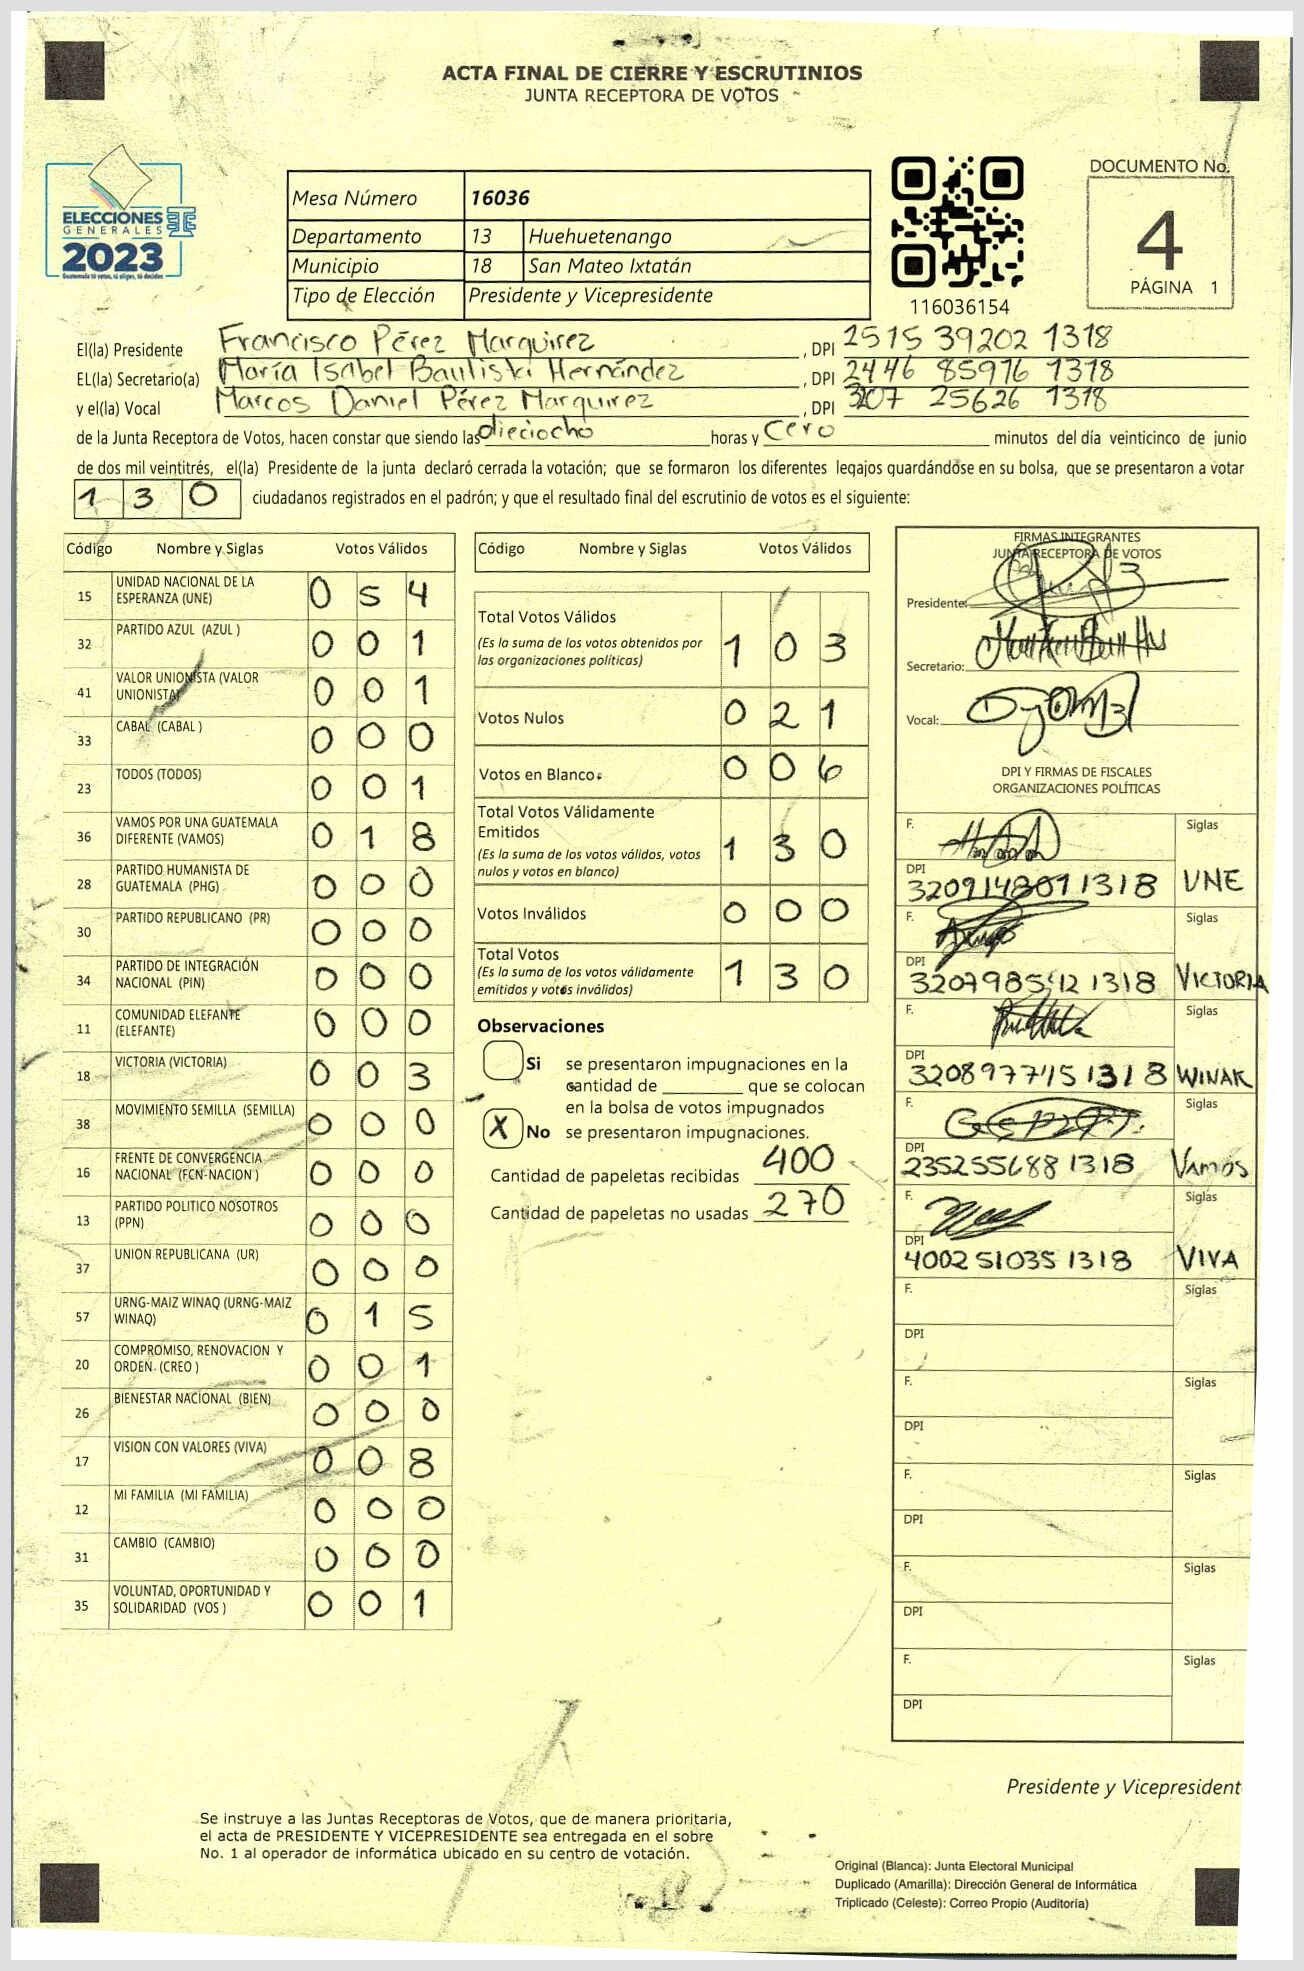 ACTA FINAL DE CIERRE Y ESCRUTINIOS
JUNTA RECEPTORA DE VOTOS
ELECCIONES
GENERALES
2023
Guatemala tú votas, tú eliges, tú decides
Mesa Número 16036
Departamento 13 Huehuetenango
Municipio 18 San Mateo Ixtatán
Tipo de Elección Presidente y Vicepresidente
116036154
DOCUMENTO No.
4
PÁGINA 1
El(la) Presidente Francisco Pérez Marquirez, DPI 2515 39202 1318
EL(la) Secretario(a) María Isabel Bautista Hernández, DPI 2446 85976 1318
y el(la) Vocal Marcos Daniel Pérez Marquirez, DPI 3207 25626 1318
de la Junta Receptora de Votos, hacen constar que siendo las dieciocho horas y cero minutos del día veinticinco de junio
de dos mil veintitrés, el(la) Presidente de la junta declaró cerrada la votación; que se formaron los diferentes legajos guardándose en su bolsa, que se presentaron a votar
130 ciudadanos registrados en el padrón; y que el resultado final del escrutinio de votos es el siguiente:
Código Nombre y Siglas Votos Válidos
15 UNIDAD NACIONAL DE LA ESPERANZA (UNE) 0 5 4
32 PARTIDO AZUL (AZUL ) 0 0 1
41 VALOR UNIONISTA (VALOR UNIONISTA) 0 0 1
33 CABAL (CABAL ) 0 0 0
23 TODOS (TODOS) 0 0 1
36 VAMOS POR UNA GUATEMALA DIFERENTE (VAMOS) 0 1 8
28 PARTIDO HUMANISTA DE GUATEMALA (PHG) 0 0 0
30 PARTIDO REPUBLICANO (PR) 0 0 0
34 PARTIDO DE INTEGRACIÓN NACIONAL (PIN) 0 0 0
11 COMUNIDAD ELEFANTE (ELEFANTE) 0 0 0
18 VICTORIA (VICTORIA) 0 0 3
38 MOVIMIENTO SEMILLA (SEMILLA) 0 0 0
16 FRENTE DE CONVERGENCIA NACIONAL (FCN-NACION ) 0 0 0
13 PARTIDO POLITICO NOSOTROS (PPN) 0 0 0
37 UNION REPUBLICANA (UR) 0 0 0
57 URNG-MAIZ WINAQ (URNG-MAIZ WINAQ) 0 1 5
20 COMPROMISO, RENOVACION Y ORDEN. (CREO ) 0 0 1
26 BIENESTAR NACIONAL (BIEN) 0 0 0
17 VISION CON VALORES (VIVA) 0 0 8
12 MI FAMILIA (MI FAMILIA) 0 0 0
31 CAMBIO (CAMBIO) 0 0 0
35 VOLUNTAD, OPORTUNIDAD Y SOLIDARIDAD (VOS ) 0 0 1
Código Nombre y Siglas Votos Válidos
Total Votos Válidos
(Es la suma de los votos obtenidos por las organizaciones políticas) 1 0 3
Votos Nulos 0 2 1
Votos en Blanco 0 0 6
Total Votos Válidamente Emitidos
(Es la suma de los votos válidos, votos nulos y votos en blanco) 1 3 0
Votos Inválidos 0 0 0
Total Votos
(Es la suma de los votos válidamente emitidos y votos inválidos) 1 3 0
Observaciones
Si se presentaron impugnaciones en la
cantidad de ________ que se colocan
en la bolsa de votos impugnados
X No se presentaron impugnaciones.
Cantidad de papeletas recibidas 400
Cantidad de papeletas no usadas 270
FIRMAS INTEGRANTES
JUNTA RECEPTORA DE VOTOS
Presidente:
Secretario:
Vocal:
DPI Y FIRMAS DE FISCALES
ORGANIZACIONES POLÍTICAS
F. Siglas
DPI 1318 UNE
F. Siglas
DPI 1318 VICTORIA
F. Siglas
DPI 1318 WINAK
F. Siglas
DPI 2352556881318 Vamos
F. Siglas
DPI 4002 51035 1318 VIVA
F. Siglas
DPI
F. Siglas
DPI
F. Siglas
DPI
F. Siglas
DPI
F. Siglas
DPI
Presidente y Vicepresident
Se instruye a las Juntas Receptoras de Votos, que de manera prioritaria,
el acta de PRESIDENTE Y VICEPRESIDENTE sea entregada en el sobre
No. 1 al operador de informática ubicado en su centro de votación.
Original (Blanca): Junta Electoral Municipal
Duplicado (Amarilla): Dirección General de Informática
Triplicado (Celeste): Correo Propio (Auditoría)